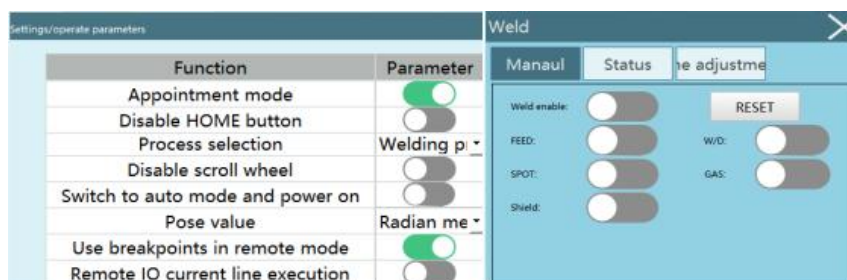 Settings/operate parameters
Function Parameter
Appointment mode
Disable HOME button
Process selection Welding p
Disable scroll wheel
Switch to auto mode and power on
Pose value Radian me
Use breakpoints in remote mode
Remote IO current line execution
Weld
Manaul Status ne adjustme
Weld enable: RESET
FEED: W/D:
SPOT: GAS:
Shield: